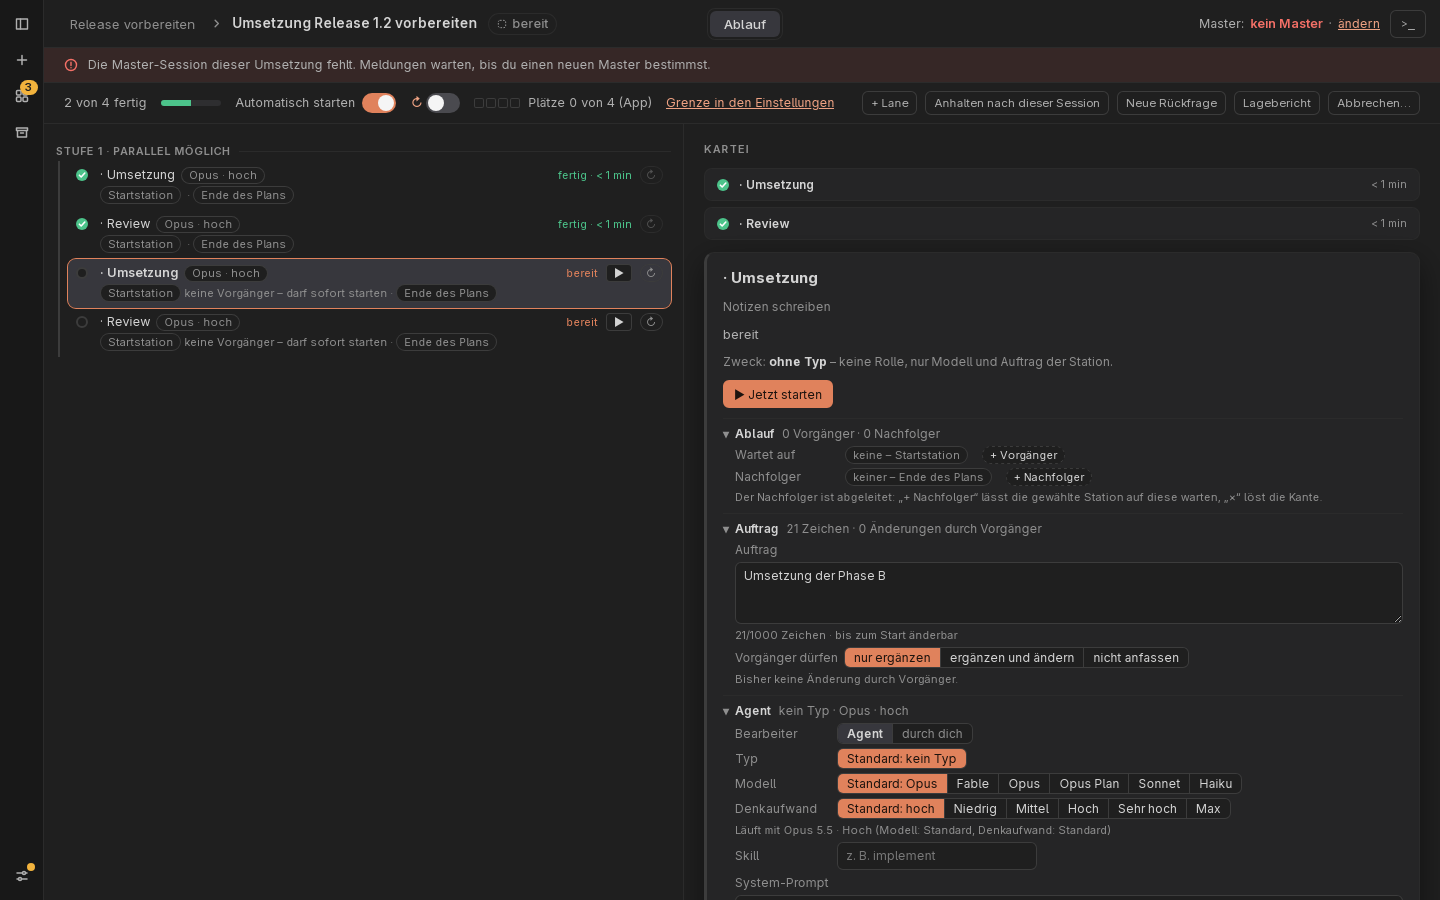 Release vorbereiten > Umsetzung Release 1.2 vorbereiten bereit Ablauf Master: kein Master · ändern >_
Die Master-Session dieser Umsetzung fehlt. Meldungen warten, bis du einen neuen Master bestimmst.
3
2 von 4 fertig Automatisch starten Plätze 0 von 4 (App) Grenze in den Einstellungen + Lane Anhalten nach dieser Session Neue Rückfrage Lagebericht Abbrechen…
STUFE 1 · PARALLEL MÖGLICH
· Umsetzung Opus · hoch fertig · < 1 min
Startstation · Ende des Plans
· Review Opus · hoch fertig · < 1 min
Startstation · Ende des Plans
· Umsetzung Opus · hoch bereit
Startstation keine Vorgänger – darf sofort starten · Ende des Plans
· Review Opus · hoch bereit
Startstation keine Vorgänger – darf sofort starten · Ende des Plans
KARTEI
· Umsetzung < 1 min
· Review < 1 min
· Umsetzung
Notizen schreiben
bereit
Zweck: ohne Typ – keine Rolle, nur Modell und Auftrag der Station.
▶ Jetzt starten
▾ Ablauf 0 Vorgänger · 0 Nachfolger
Wartet auf keine – Startstation + Vorgänger
Nachfolger keiner – Ende des Plans + Nachfolger
Der Nachfolger ist abgeleitet: „+ Nachfolger“ lässt die gewählte Station auf diese warten, „×“ löst die Kante.
▾ Auftrag 21 Zeichen · 0 Änderungen durch Vorgänger
Auftrag
Umsetzung der Phase B
21/1000 Zeichen · bis zum Start änderbar
Vorgänger dürfen nur ergänzen ergänzen und ändern nicht anfassen
Bisher keine Änderung durch Vorgänger.
▾ Agent kein Typ · Opus · hoch
Bearbeiter Agent durch dich
Typ Standard: kein Typ
Modell Standard: Opus Fable Opus Opus Plan Sonnet Haiku
Denkaufwand Standard: hoch Niedrig Mittel Hoch Sehr hoch Max
Läuft mit Opus 5.5 · Hoch (Modell: Standard, Denkaufwand: Standard)
Skill z. B. implement
System-Prompt